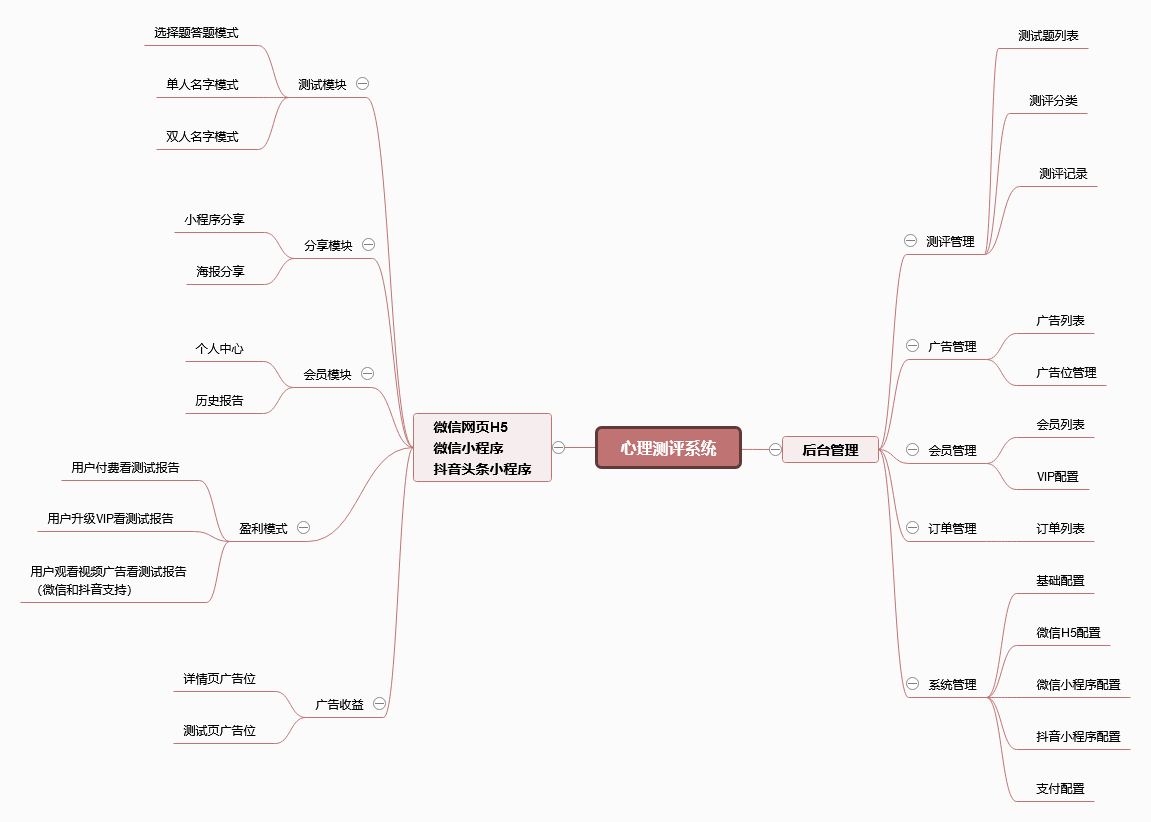 心理测评系统
微信网页H5
微信小程序
抖音头条小程序
测试模块
选择题答题模式
单人名字模式
双人名字模式
分享模块
小程序分享
海报分享
会员模块
个人中心
历史报告
盈利模式
用户付费看测试报告
用户升级VIP看测试报告
用户观看视频广告看测试报告
（微信和抖音支持）
广告收益
详情页广告位
测试页广告位
后台管理
测评管理
测试题列表
测评分类
测评记录
广告管理
广告列表
广告位管理
会员管理
会员列表
VIP配置
订单管理
订单列表
系统管理
基础配置
微信H5配置
微信小程序配置
抖音小程序配置
支付配置